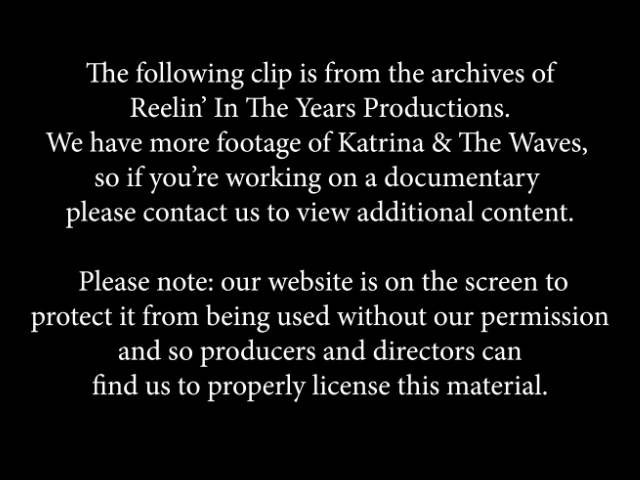 The following clip is from the archives of
Reelin’ In The Years Productions.
We have more footage of Katrina & The Waves,
so if you’re working on a documentary
please contact us to view additional content.
Please note: our website is on the screen to
protect it from being used without our permission
and so producers and directors can
find us to properly license this material.